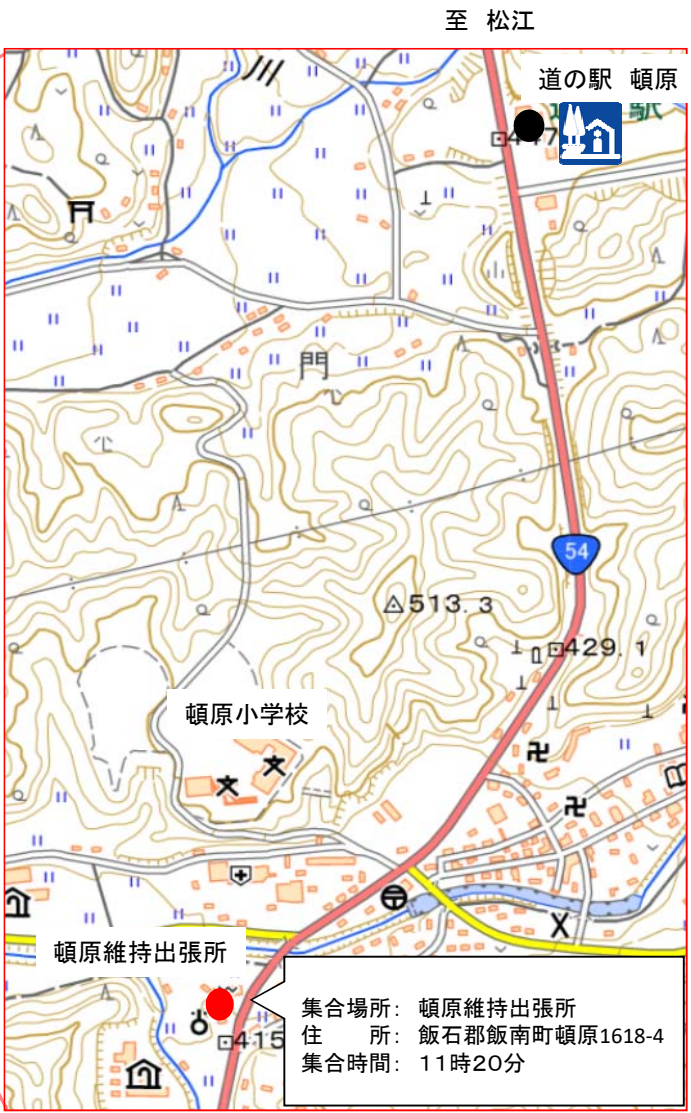 至 松江
道の駅 頓原
川
門
54
513.3
429.1
頓原小学校
頓原維持出張所
415
集合場所: 頓原維持出張所
住　　所: 飯石郡飯南町頓原1618-4
集合時間: 11時20分